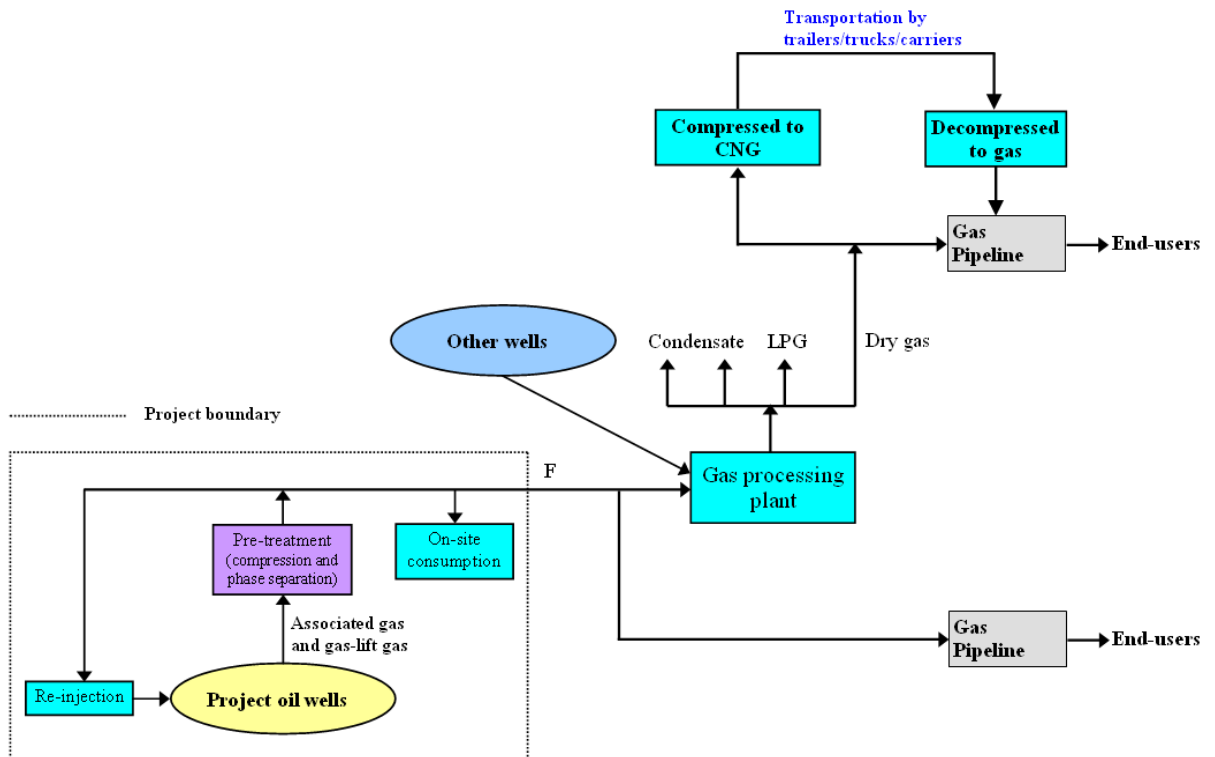 Transportation by
trailers/trucks/carriers
Compressed to
CNG
Decompressed
to gas
Gas
Pipeline
End-users
Other wells
Condensate
LPG
Dry gas
Project boundary
F
Gas processing
plant
Pre-treatment
(compression and
phase separation)
On-site
consumption
Associated gas
and gas-lift gas
Gas
Pipeline
End-users
Re-injection
Project oil wells